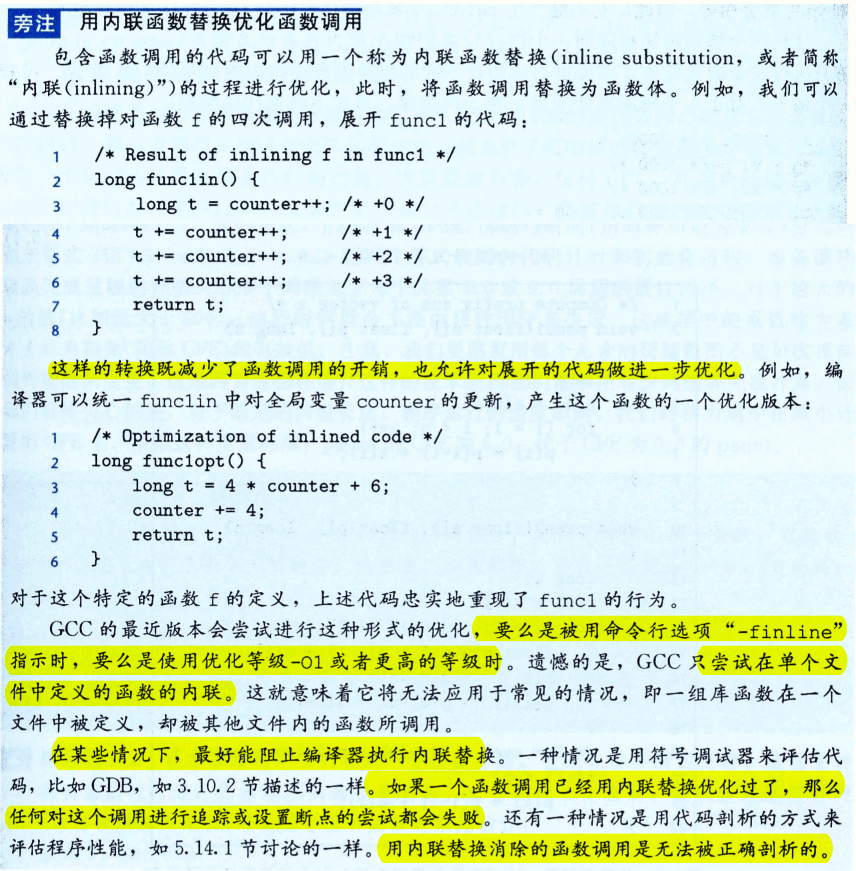 旁注 用内联函数替换优化函数调用
包含函数调用的代码可以用一个称为内联函数替换(inline substitution，或者简称
“内联(inlining)”)的过程进行优化，此时，将函数调用替换为函数体。例如，我们可以
通过替换掉对函数 f 的四次调用，展开 func1 的代码：
1 /* Result of inlining f in func1 */
2 long func1in() {
3 long t = counter++; /* +0 */
4 t += counter++; /* +1 */
5 t += counter++; /* +2 */
6 t += counter++; /* +3 */
7 return t;
8 }
这样的转换既减少了函数调用的开销，也允许对展开的代码做进一步优化。例如，编
译器可以统一 func1in 中对全局变量 counter 的更新，产生这个函数的一个优化版本：
1 /* Optimization of inlined code */
2 long func1opt() {
3 long t = 4 * counter + 6;
4 counter += 4;
5 return t;
6 }
对于这个特定的函数 f 的定义，上述代码忠实地重现了 func1 的行为。
GCC 的最近版本会尝试进行这种形式的优化，要么是被用命令行选项“-finline”
指示时，要么是使用优化等级-O1 或者更高的等级时。遗憾的是，GCC 只尝试在单个文
件中定义的函数的内联。这就意味着它将无法应用于常见的情况，即一组库函数在一个
文件中被定义，却被其他文件内的函数所调用。
在某些情况下，最好能阻止编译器执行内联替换。一种情况是用符号调试器来评估代
码，比如 GDB，如 3.10.2 节描述的一样。如果一个函数调用已经用内联替换优化过了，那么
任何对这个调用进行追踪或设置断点的尝试都会失败。还有一种情况是用代码剖析的方式来
评估程序性能，如 5.14.1 节讨论的一样。用内联替换消除的函数调用是无法被正确剖析的。